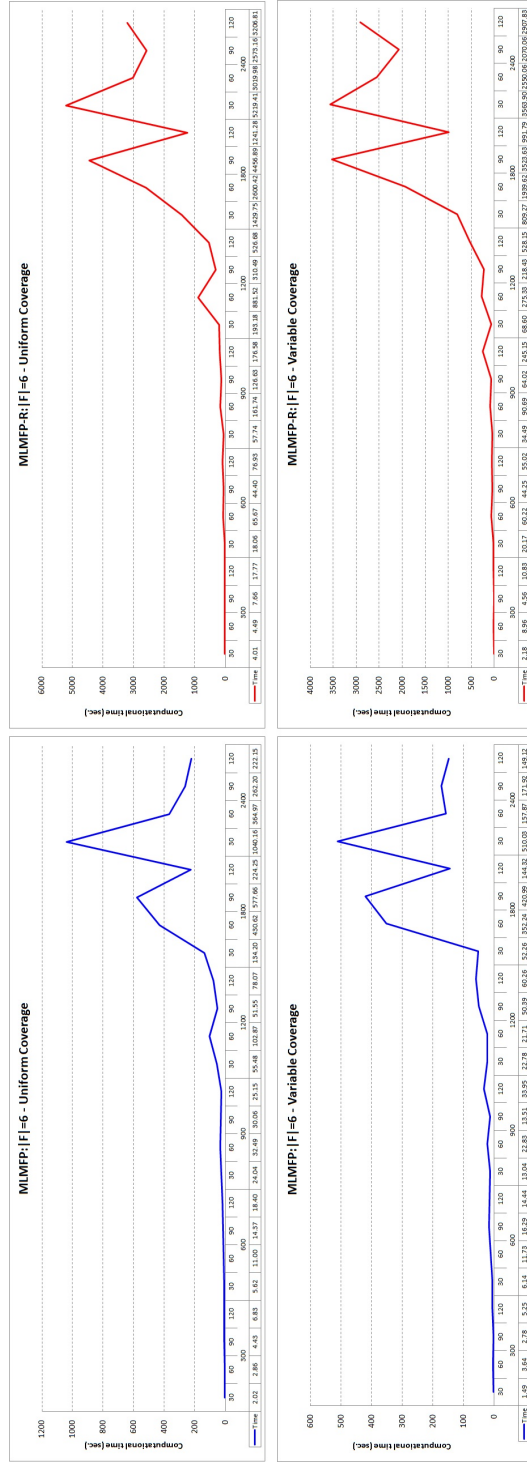 MLMFP:|F|=6 - Uniform Coverage
Computational time (sec.)
1200
1000
800
600
400
200
0
30 60 90 120 30 60 90 120 30 60 90 120 30 60 90 120 30 60 90 120 30 60 90 120
300 600 900 1200 1800 2400
Time 2.02 2.86 4.43 6.83 5.62 11.00 14.37 18.40 24.04 32.49 30.06 25.15 55.48 102.87 51.55 78.07 134.20 430.62 577.66 224.25 1040.16 364.97 262.20 222.15
MLMFP-R:|F|=6 - Uniform Coverage
Computational time (sec.)
6000
5000
4000
3000
2000
1000
0
30 60 90 120 30 60 90 120 30 60 90 120 30 60 90 120 30 60 90 120 30 60 90 120
300 600 900 1200 1800 2400
Time 4.01 4.49 7.66 17.77 18.06 65.67 44.40 76.93 57.74 161.74 126.63 176.58 193.18 881.52 310.49 526.68 1429.75 2600.42 4456.89 1241.28 5219.41 3019.98 2573.16 3206.81
MLMFP:|F|=6 - Variable Coverage
Computational time (sec.)
600
500
400
300
200
100
0
30 60 90 120 30 60 90 120 30 60 90 120 30 60 90 120 30 60 90 120 30 60 90 120
300 600 900 1200 1800 2400
Time 1.49 3.64 2.78 5.25 6.14 11.73 16.29 14.44 13.04 22.83 13.51 33.95 22.78 21.71 50.39 60.26 52.26 352.24 420.99 144.32 510.03 157.87 171.92 149.12
MLMFP-R:|F|=6 - Variable Coverage
Computational time (sec.)
4000
3500
3000
2500
2000
1500
1000
500
0
30 60 90 120 30 60 90 120 30 60 90 120 30 60 90 120 30 60 90 120 30 60 90 120
300 600 900 1200 1800 2400
Time 2.18 8.96 4.56 10.83 20.17 60.22 44.25 55.02 34.49 90.69 64.02 245.15 68.60 275.33 218.43 528.15 809.27 1939.62 3523.63 991.79 3563.90 2550.06 2070.06 2907.83